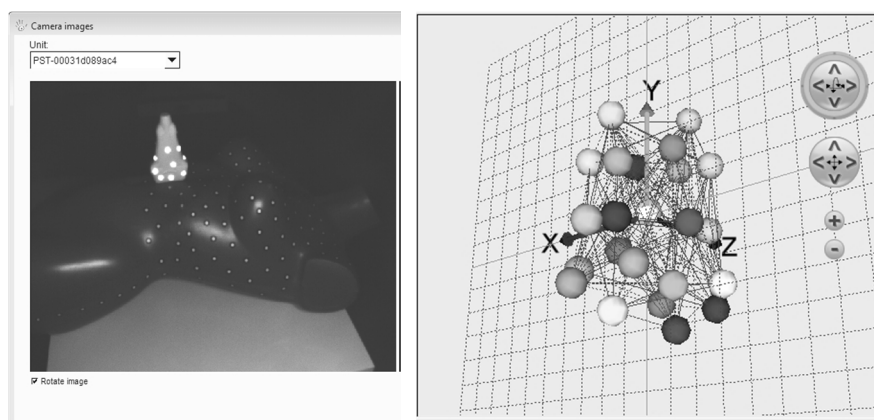 Camera images
Unit:
PST-00031d089ac4
Rotate image
Y
X
Z
+
-